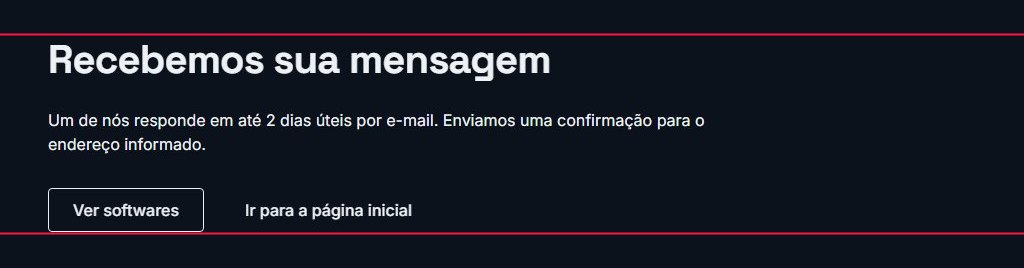 Recebemos sua mensagem
Um de nós responde em até 2 dias úteis por e-mail. Enviamos uma confirmação para o
endereço informado.
Ver softwares
Ir para a página inicial